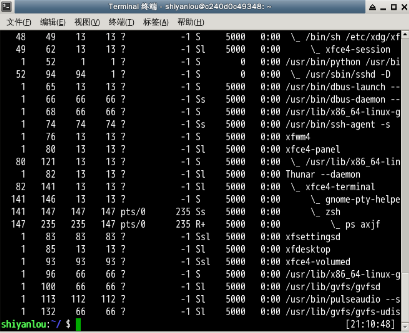 Terminal 终端 - shiyanlou@c240d0c49348: ~
文件(F) 编辑(E) 视图(V) 终端(T) 标签(A) 帮助(H)
48 49 13 13 ? -1 S 5000 0:00 \_ /bin/sh /etc/xdg/xf
49 62 13 13 ? -1 Sl 5000 0:00 \_ xfce4-session
1 52 1 1 ? -1 S 0 0:00 /usr/bin/python /usr/bi
52 94 94 1 ? -1 S 0 0:00 \_ /usr/sbin/sshd -D
1 65 13 13 ? -1 S 5000 0:00 /usr/bin/dbus-launch --
1 66 66 66 ? -1 Ss 5000 0:00 /usr/bin/dbus-daemon --
1 68 66 66 ? -1 S 5000 0:00 /usr/lib/x86_64-linux-g
1 74 74 74 ? -1 Ss 5000 0:00 /usr/bin/ssh-agent -s
1 76 13 13 ? -1 S 5000 0:00 xfwm4
1 80 13 13 ? -1 Sl 5000 0:00 xfce4-panel
80 121 13 13 ? -1 S 5000 0:00 \_ /usr/lib/x86_64-lin
1 82 13 13 ? -1 Sl 5000 0:00 Thunar --daemon
82 141 13 13 ? -1 Sl 5000 0:00 \_ xfce4-terminal
141 146 13 13 ? -1 S 5000 0:00 \_ gnome-pty-helpe
141 147 147 147 pts/0 235 Ss 5000 0:00 \_ zsh
147 235 235 147 pts/0 235 R+ 5000 0:00 \_ ps axjf
1 83 83 83 ? -1 Ssl 5000 0:00 xfsettingsd
1 85 13 13 ? -1 Sl 5000 0:00 xfdesktop
1 93 93 93 ? -1 Ssl 5000 0:00 xfce4-volumed
1 96 66 66 ? -1 S 5000 0:00 /usr/lib/x86_64-linux-g
1 100 66 66 ? -1 Sl 5000 0:00 /usr/lib/gvfs/gvfsd
1 113 112 112 ? -1 Sl 5000 0:00 /usr/bin/pulseaudio --s
1 132 66 66 ? -1 Sl 5000 0:00 /usr/lib/gvfs/gvfs-udis
shiyanlou:~/ $ [21:10:48]